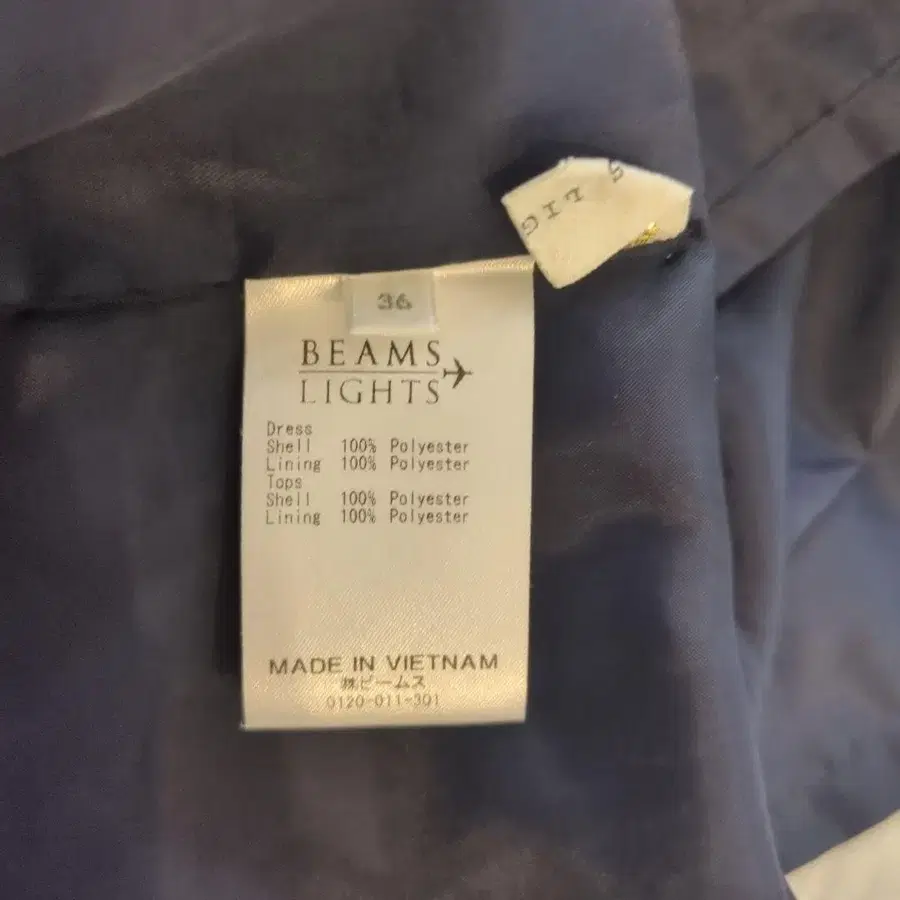 S LIG
36
BEAMS
LIGHTS
Dress
Shell 100% Polyester
Lining 100% Polyester
Tops
Shell 100% Polyester
Lining 100% Polyester
MADE IN VIETNAM
㈱ビームス
0120-011-301